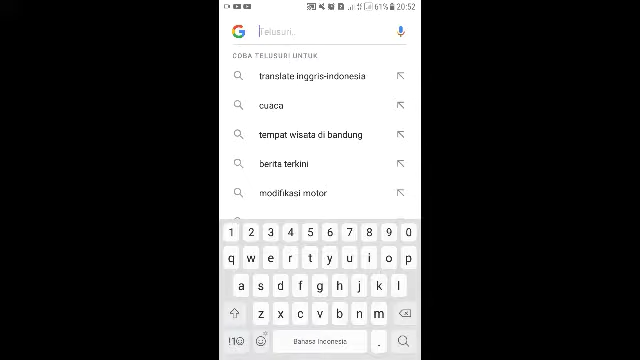 61% 20:52
Telusuri..
COBA TELUSURI UNTUK
translate inggris-indonesia
cuaca
tempat wisata di bandung
berita terkini
modifikasi motor
1 2 3 4 5 6 7 8 9 0
q w e r t y u i o p
a s d f g h j k l
z x c v b n m
!1☺ Bahasa Indonesia .